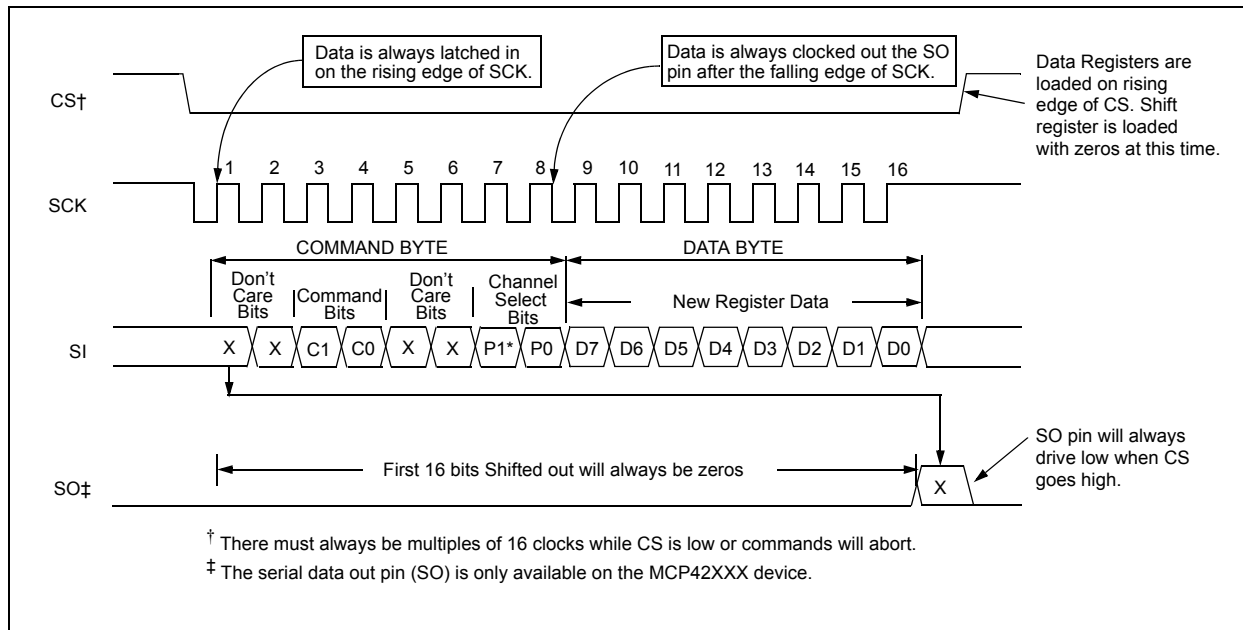 Data is always latched in
on the rising edge of SCK.
Data is always clocked out the SO
pin after the falling edge of SCK.
Data Registers are
loaded on rising
edge of CS. Shift
register is loaded
with zeros at this time.
CS†
1 2 3 4 5 6 7 8 9 10 11 12 13 14 15 16
SCK
COMMAND BYTE DATA BYTE
Don't
Care
Bits
Command
Bits
Don't
Care
Bits
Channel
Select
Bits
New Register Data
SI X X C1 C0 X X P1* P0 D7 D6 D5 D4 D3 D2 D1 D0
First 16 bits Shifted out will always be zeros
SO‡ X
SO pin will always
drive low when CS
goes high.
† There must always be multiples of 16 clocks while CS is low or commands will abort.
‡ The serial data out pin (SO) is only available on the MCP42XXX device.